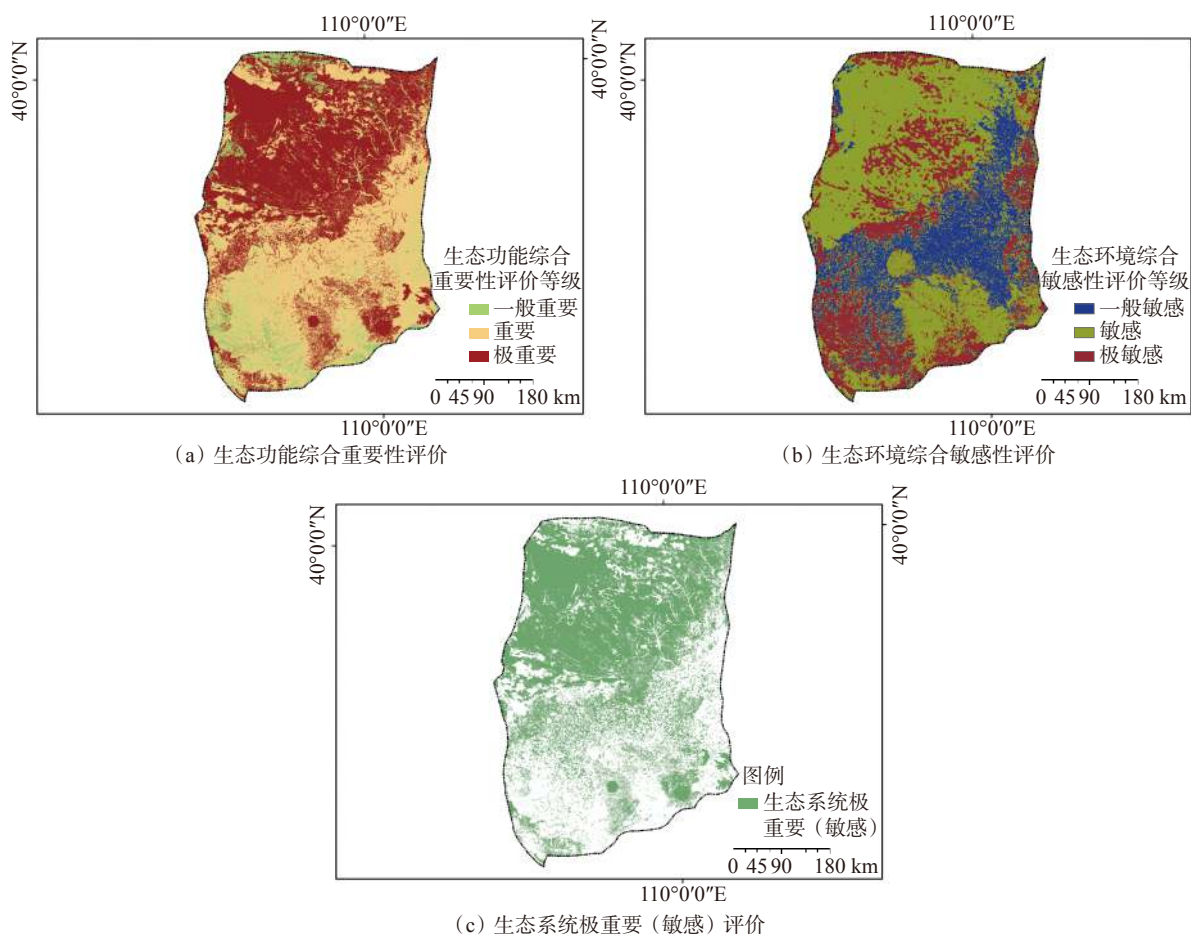 110°0′0″E
40°0′0″N
40°0′0″N
生态功能综合
重要性评价等级
一般重要
重要
极重要
0 45 90 180 km
110°0′0″E
(a)生态功能综合重要性评价
110°0′0″E
40°0′0″N
40°0′0″N
生态环境综合
敏感性评价等级
一般敏感
敏感
极敏感
0 45 90 180 km
110°0′0″E
(b)生态环境综合敏感性评价
110°0′0″E
40°0′0″N
40°0′0″N
图例
生态系统极
重要(敏感)
0 45 90 180 km
110°0′0″E
(c)生态系统极重要(敏感)评价